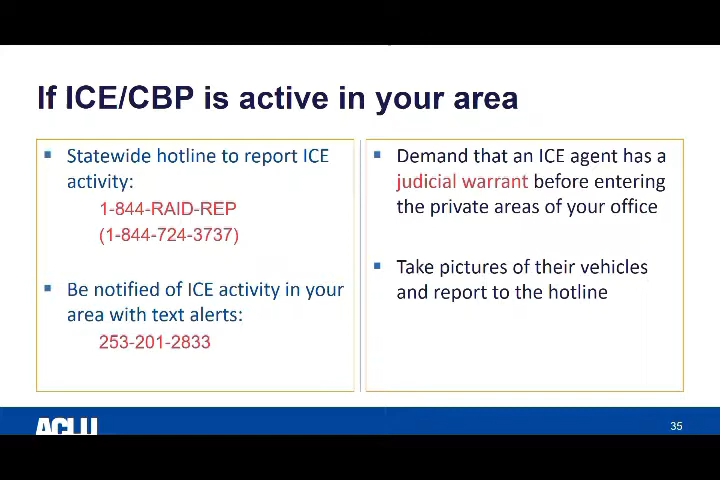 If ICE/CBP is active in your area
Statewide hotline to report ICE
activity:
1-844-RAID-REP
(1-844-724-3737)
Be notified of ICE activity in your
area with text alerts:
253-201-2833
Demand that an ICE agent has a
judicial warrant before entering
the private areas of your office
Take pictures of their vehicles
and report to the hotline
ACLU
35